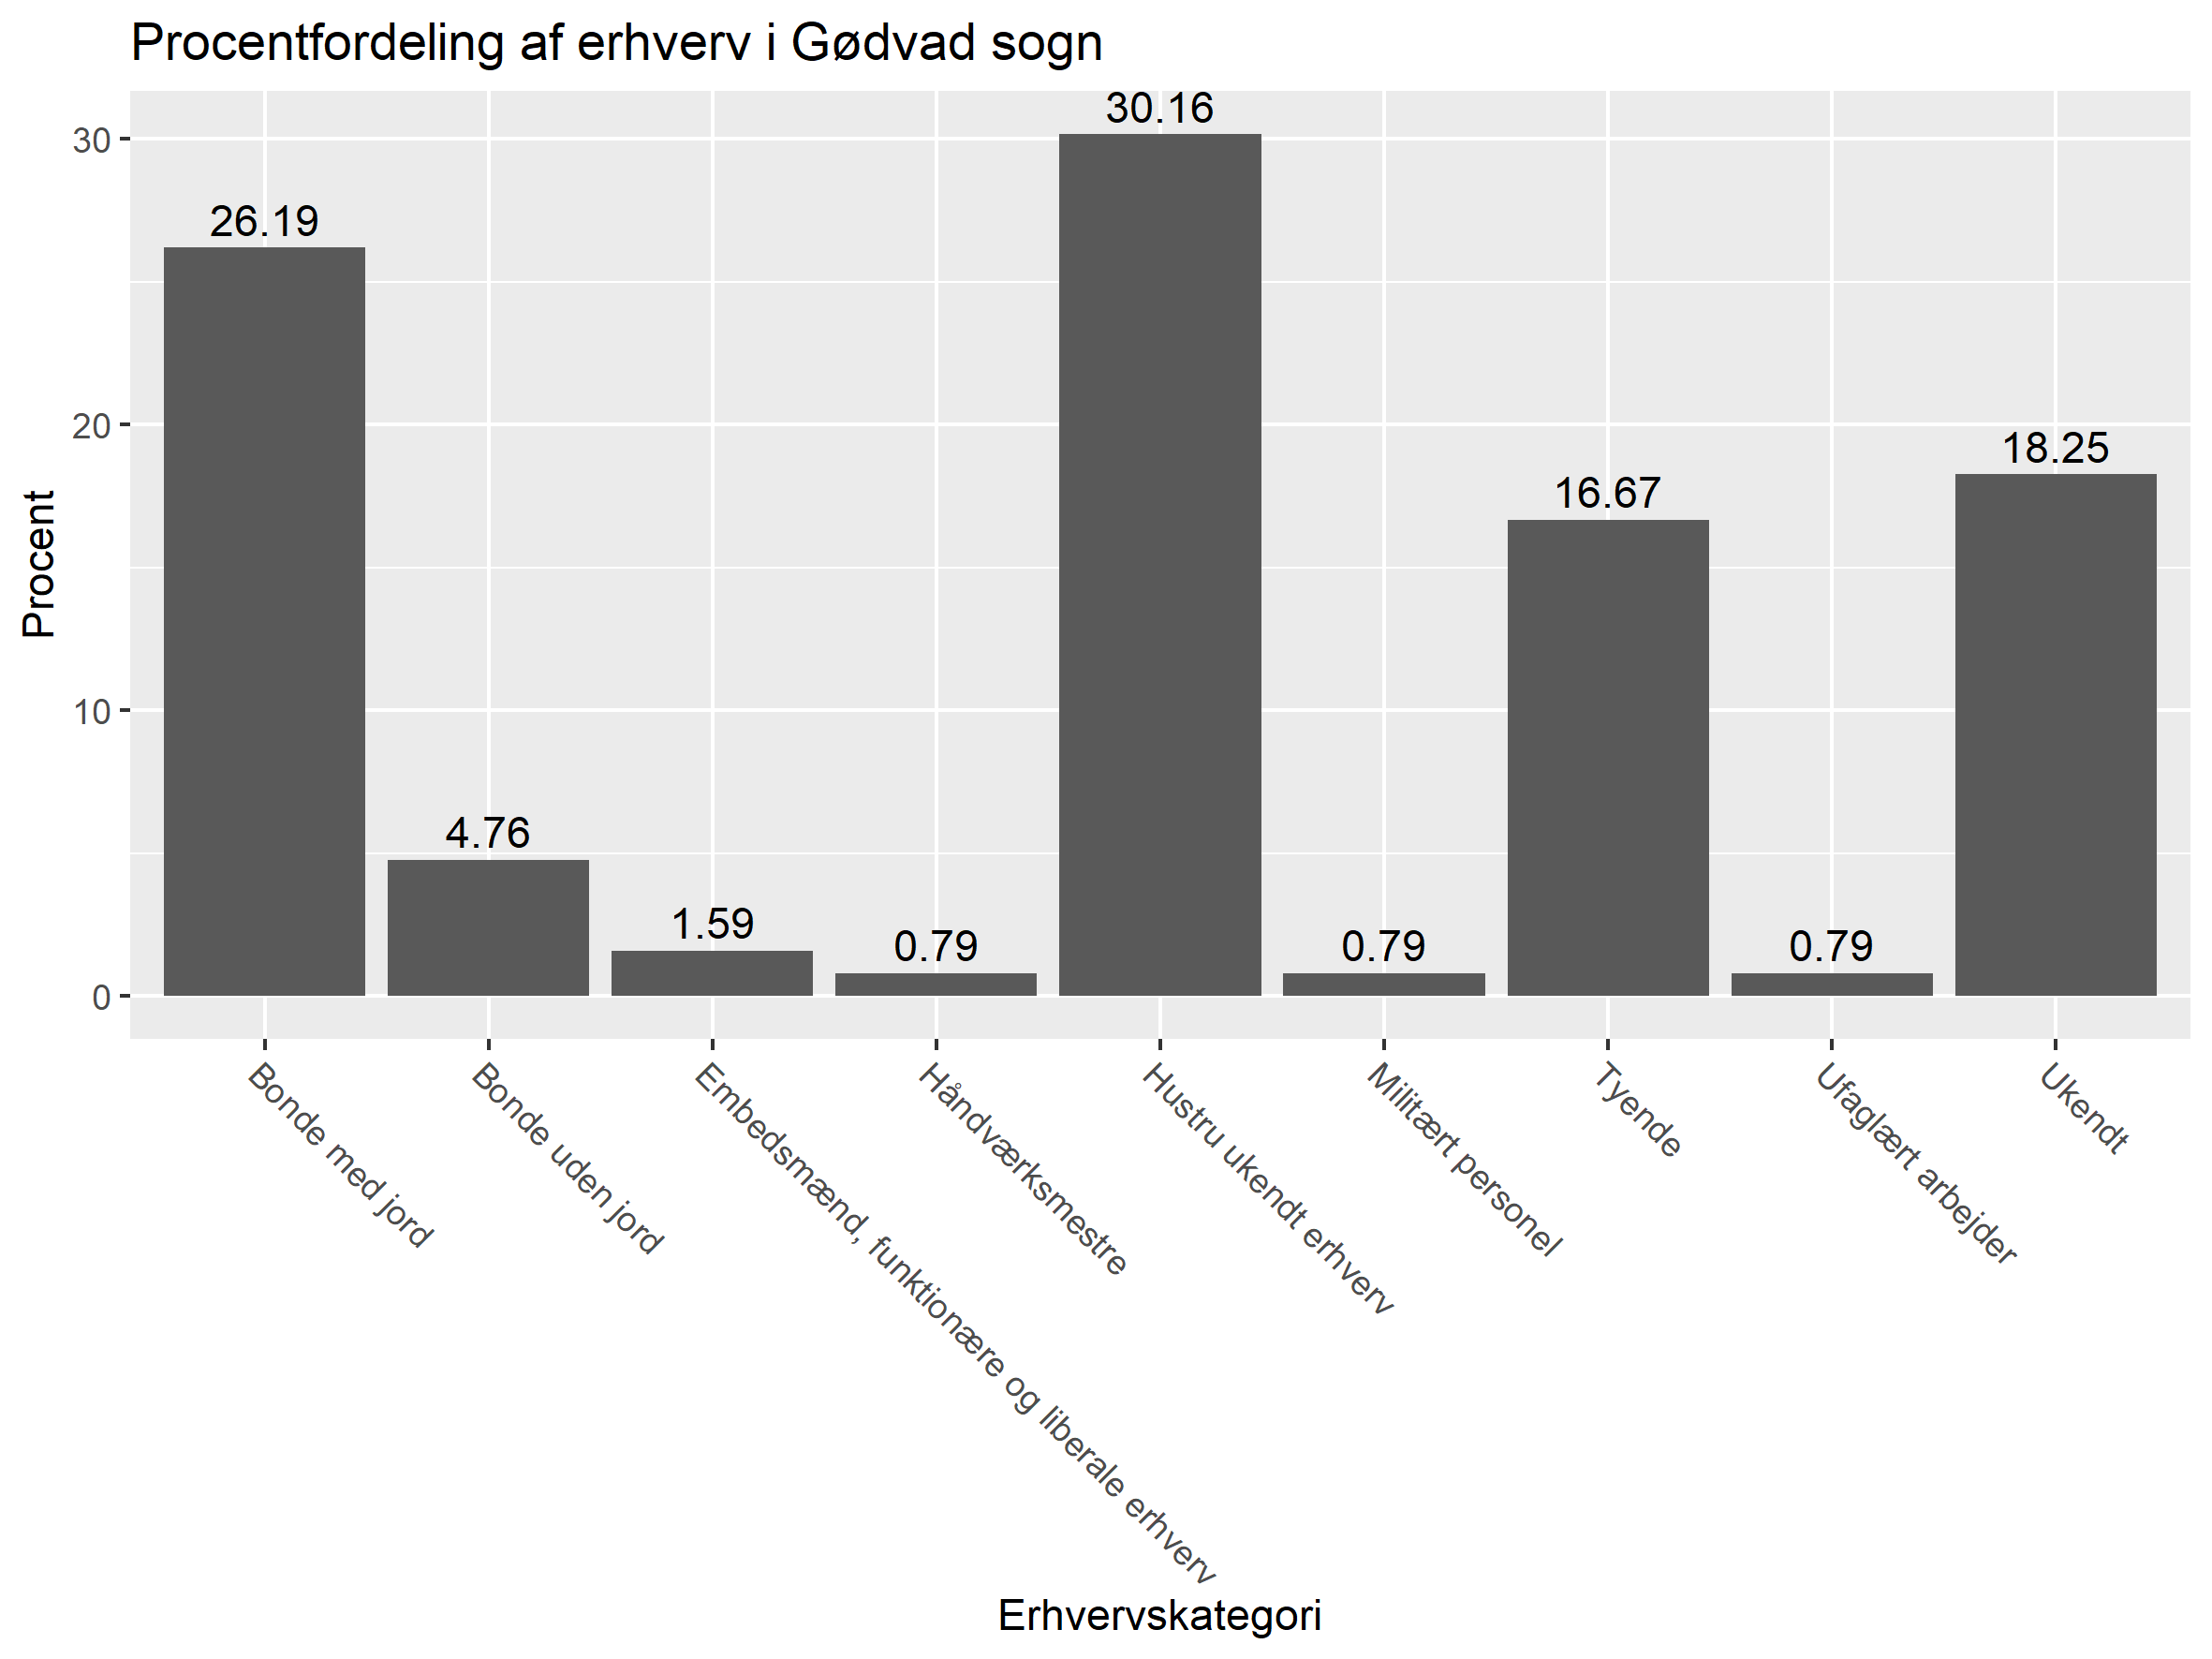 Procentfordeling af erhverv i Gødvad sogn
30.16
30
26.19
20
18.25
16.67
Procent
10
4.76
1.59
0.79
0.79
0.79
0
Bonde med jord
Bonde uden jord
Embedsmænd, funktionære og liberale erhverv
Håndværksmestre
Hustru ukendt erhverv
Militært personel
Tyende
Ufaglært arbejder
Ukendt
Erhvervskategori